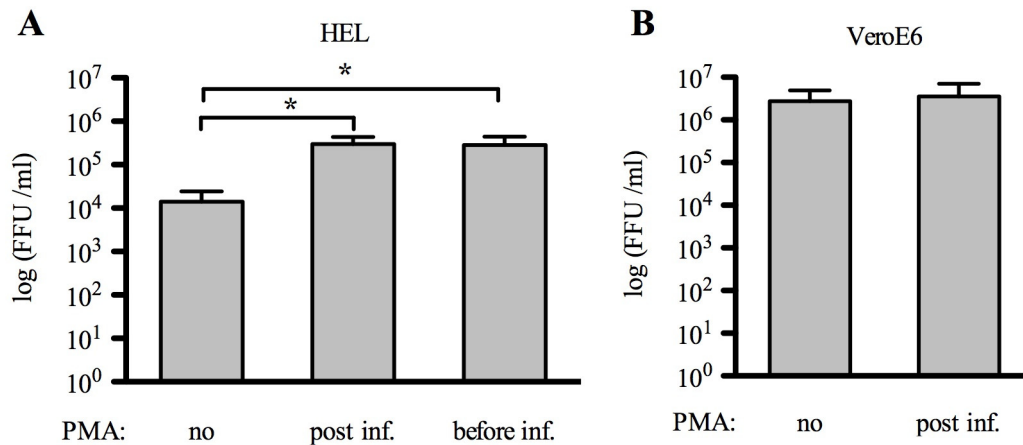 A
HEL
*
*
log (FFU /ml)
10⁷
10⁶
10⁵
10⁴
10³
10²
10¹
10⁰
PMA: no post inf. before inf.
B
VeroE6
log (FFU /ml)
10⁷
10⁶
10⁵
10⁴
10³
10²
10¹
10⁰
no post inf.